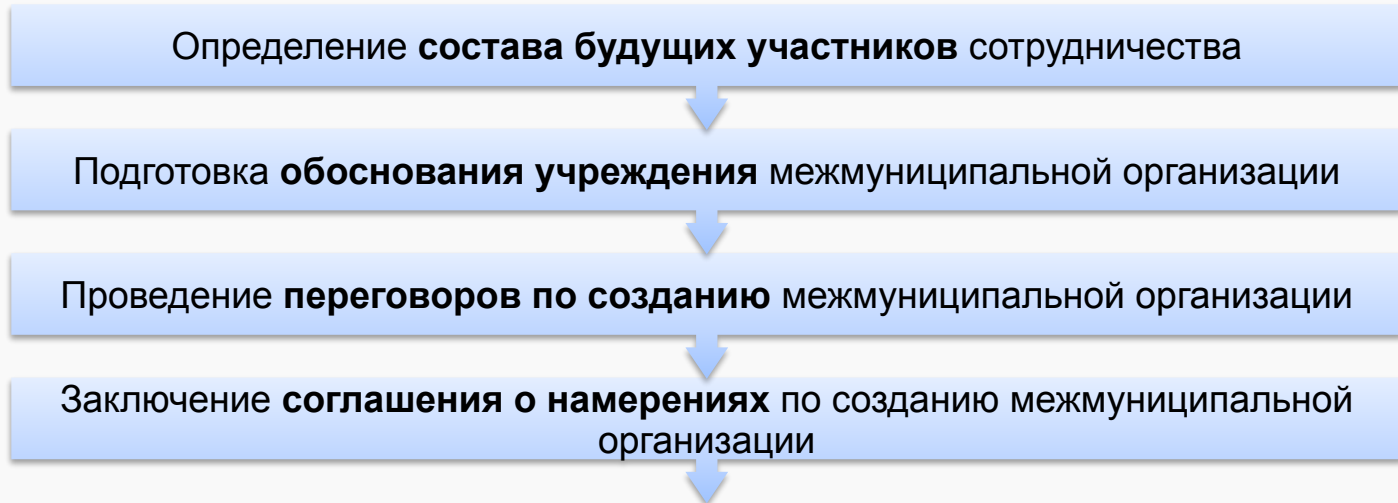 Определение состава будущих участников сотрудничества
Подготовка обоснования учреждения межмуниципальной организации
Проведение переговоров по созданию межмуниципальной организации
Заключение соглашения о намерениях по созданию межмуниципальной
организации